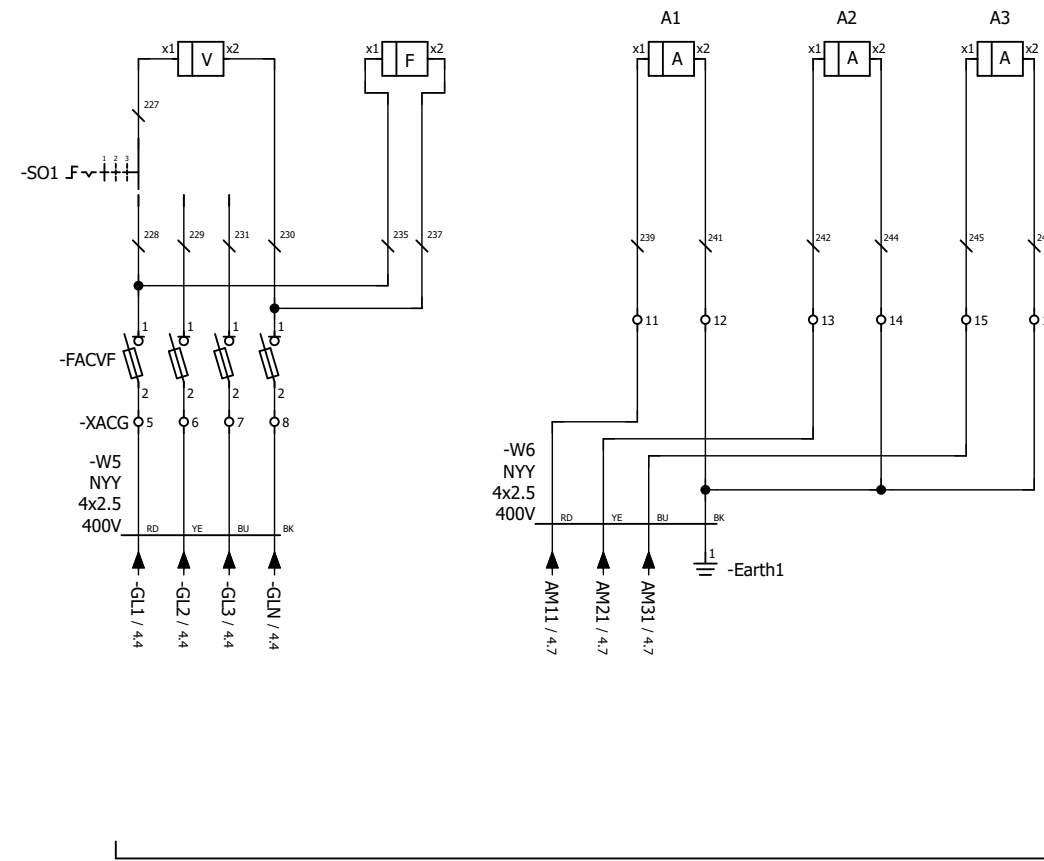 A1 A2 A3
x1 V x2 x1 F x2 x1 A x2 x1 A x2 x1 A x2
227
-SO1 1 2 3
228 229 231 230 235 237 239 241 242 244 245
11 12 13 14 15
1 1 1 1
-FACVF
2 2 2 2
-XACG 5 6 7 8
-W5
NYY
4x2.5
400V RD YE BU BK
-W6
NYY
4x2.5
400V RD YE BU BK
1
-Earth1
-GL1 / 4.4
-GL2 / 4.4
-GL3 / 4.4
-GLN / 4.4
AM11 / 4.7
AM21 / 4.7
AM31 / 4.7